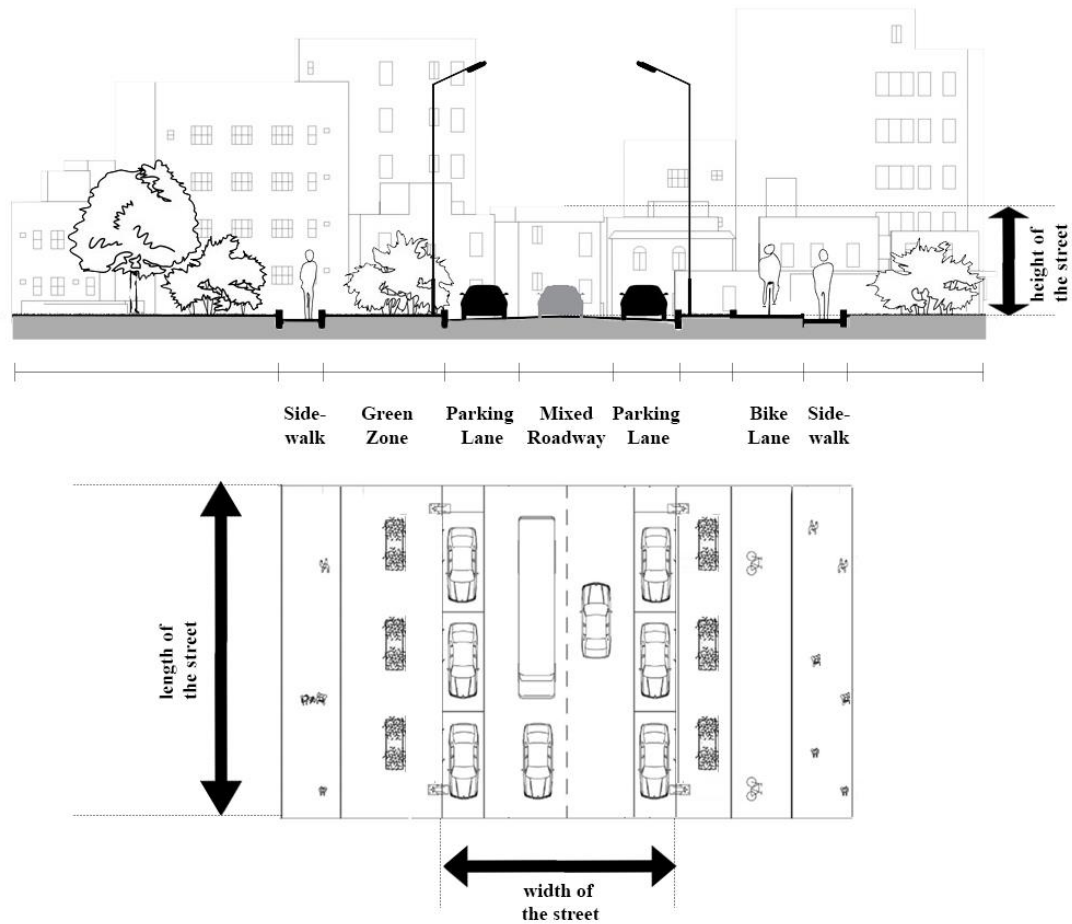 height of
the street
Side-
walk
Green
Zone
Parking
Lane
Mixed
Roadway
Parking
Lane
Bike
Lane
Side-
walk
length of
the street
width of
the street